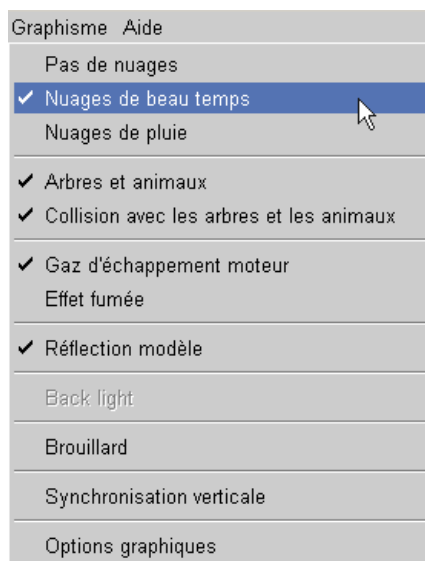 Graphisme Aide
Pas de nuages
Nuages de beau temps
Nuages de pluie
Arbres et animaux
Collision avec les arbres et les animaux
Gaz d'échappement moteur
Effet fumée
Réflection modèle
Back light
Brouillard
Synchronisation verticale
Options graphiques